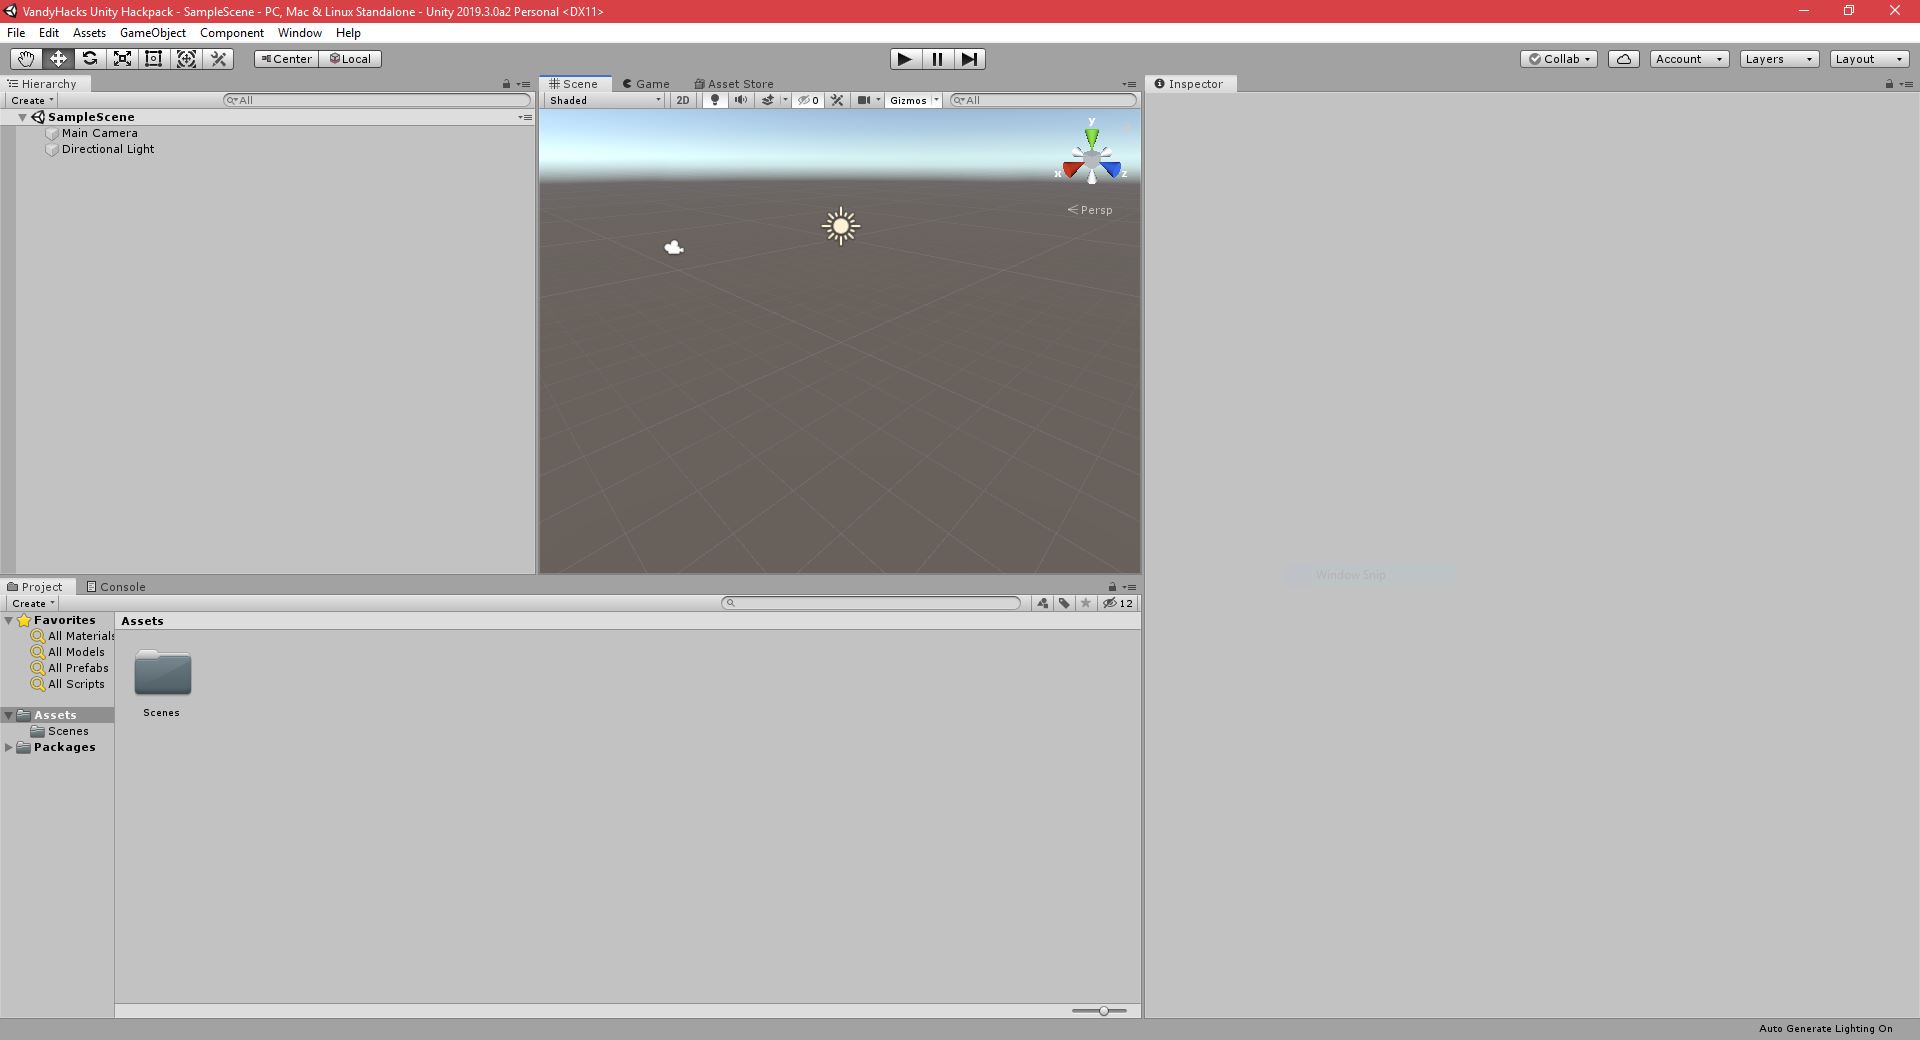 VandyHacks Unity Hackpack - SampleScene - PC, Mac & Linux Standalone - Unity 2019.3.0a2 Personal <DX11>
File Edit Assets GameObject Component Window Help
Center Local Collab Account Layers Layout
Hierarchy
Create All
SampleScene
Main Camera
Directional Light
Scene Game Asset Store
Shaded 2D 0 Gizmos All
y
x z
Persp
Inspector
Window Snip
Project Console
Create 12
Favorites
All Materials
All Models
All Prefabs
All Scripts
Assets
Scenes
Packages
Assets
Scenes
Auto Generate Lighting On